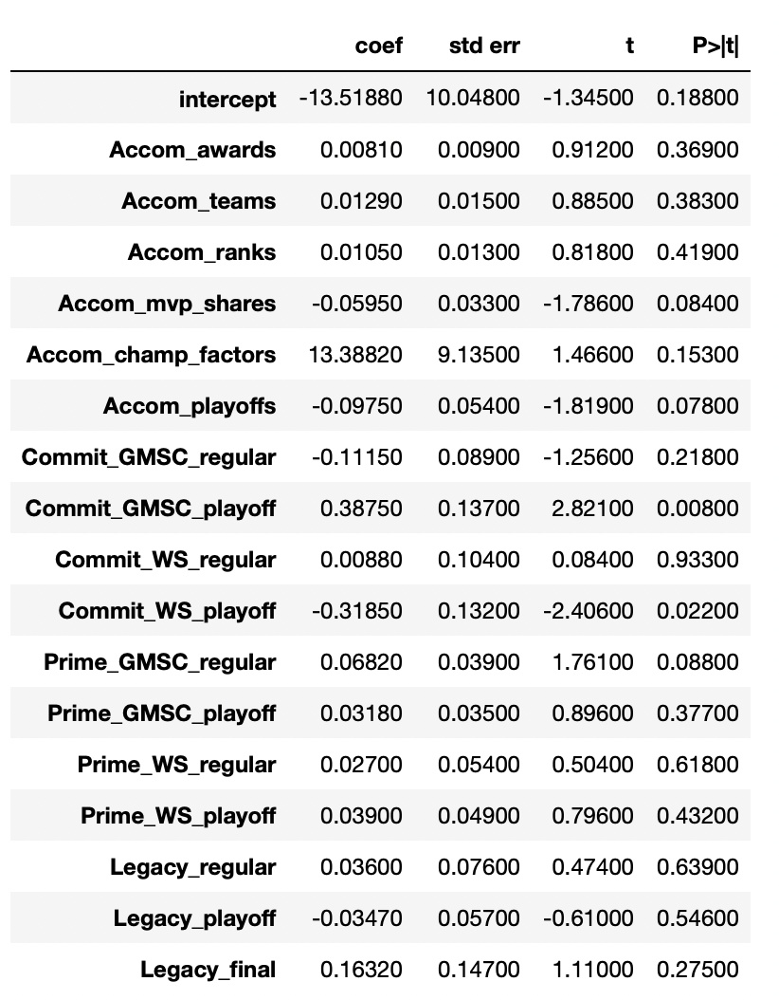 coef std err t P>|t|
intercept -13.51880 10.04800 -1.34500 0.18800
Accom_awards 0.00810 0.00900 0.91200 0.36900
Accom_teams 0.01290 0.01500 0.88500 0.38300
Accom_ranks 0.01050 0.01300 0.81800 0.41900
Accom_mvp_shares -0.05950 0.03300 -1.78600 0.08400
Accom_champ_factors 13.38820 9.13500 1.46600 0.15300
Accom_playoffs -0.09750 0.05400 -1.81900 0.07800
Commit_GMSC_regular -0.11150 0.08900 -1.25600 0.21800
Commit_GMSC_playoff 0.38750 0.13700 2.82100 0.00800
Commit_WS_regular 0.00880 0.10400 0.08400 0.93300
Commit_WS_playoff -0.31850 0.13200 -2.40600 0.02200
Prime_GMSC_regular 0.06820 0.03900 1.76100 0.08800
Prime_GMSC_playoff 0.03180 0.03500 0.89600 0.37700
Prime_WS_regular 0.02700 0.05400 0.50400 0.61800
Prime_WS_playoff 0.03900 0.04900 0.79600 0.43200
Legacy_regular 0.03600 0.07600 0.47400 0.63900
Legacy_playoff -0.03470 0.05700 -0.61000 0.54600
Legacy_final 0.16320 0.14700 1.11000 0.27500